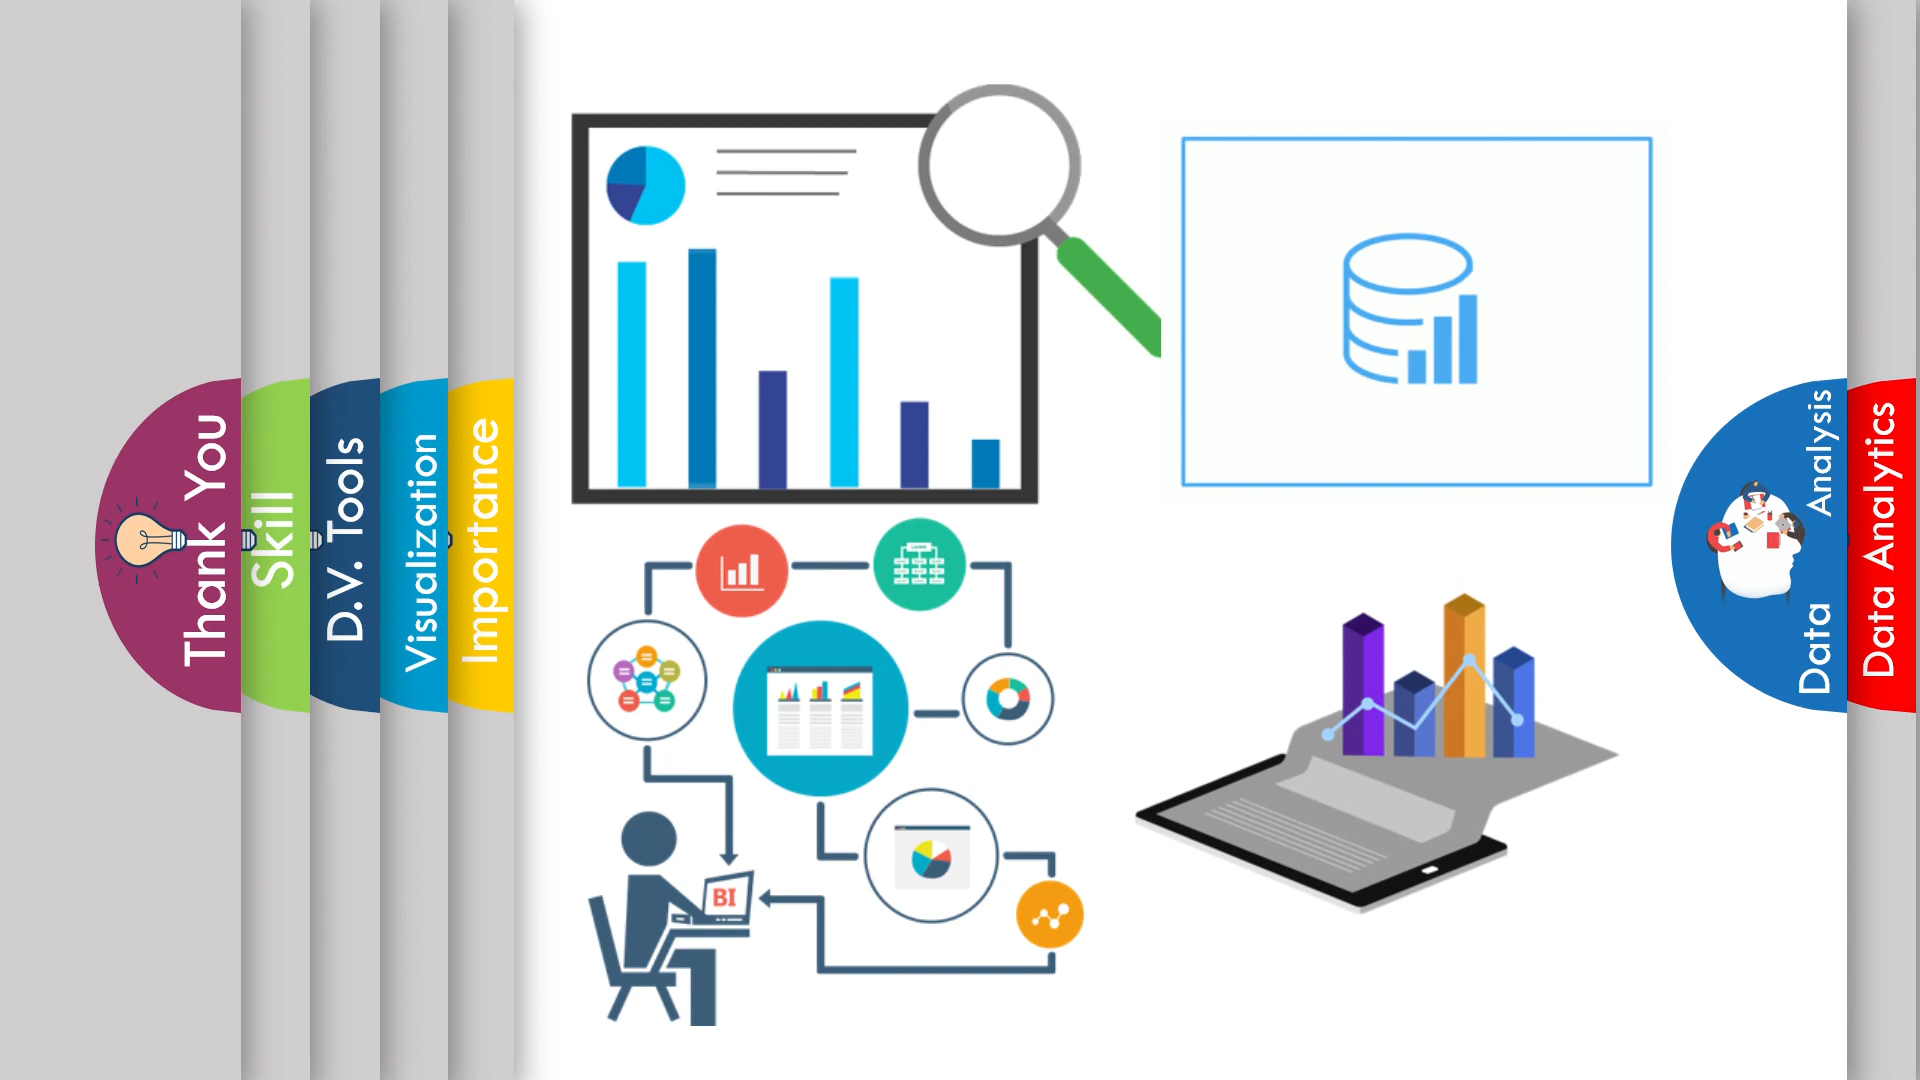 Thank You
Skill
D.V. Tools
Visualization
Importance
BI
Data Analysis
Data Analytics